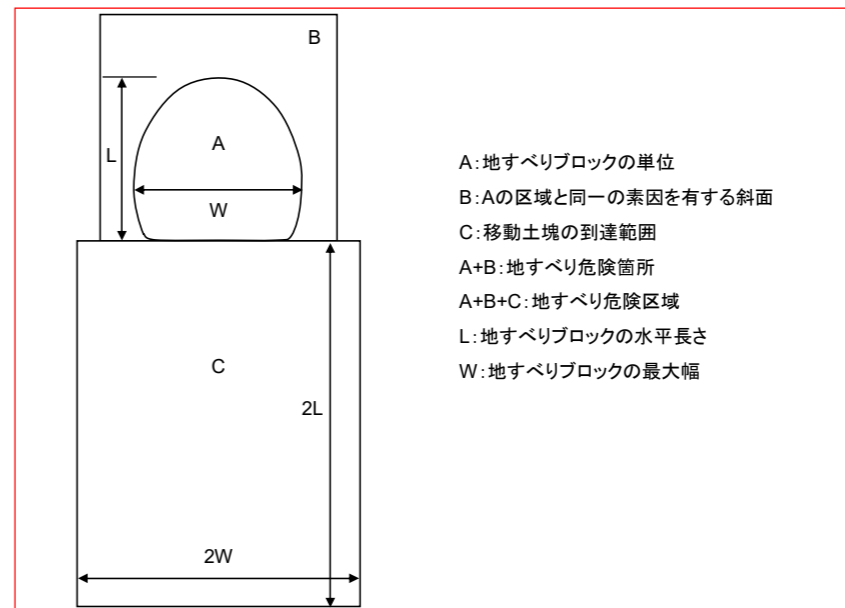 B
A
L
W
C
2L
2W
A:地すべりブロックの単位
B:Aの区域と同一の素因を有する斜面
C:移動土塊の到達範囲
A+B:地すべり危険箇所
A+B+C:地すべり危険区域
L:地すべりブロックの水平長さ
W:地すべりブロックの最大幅